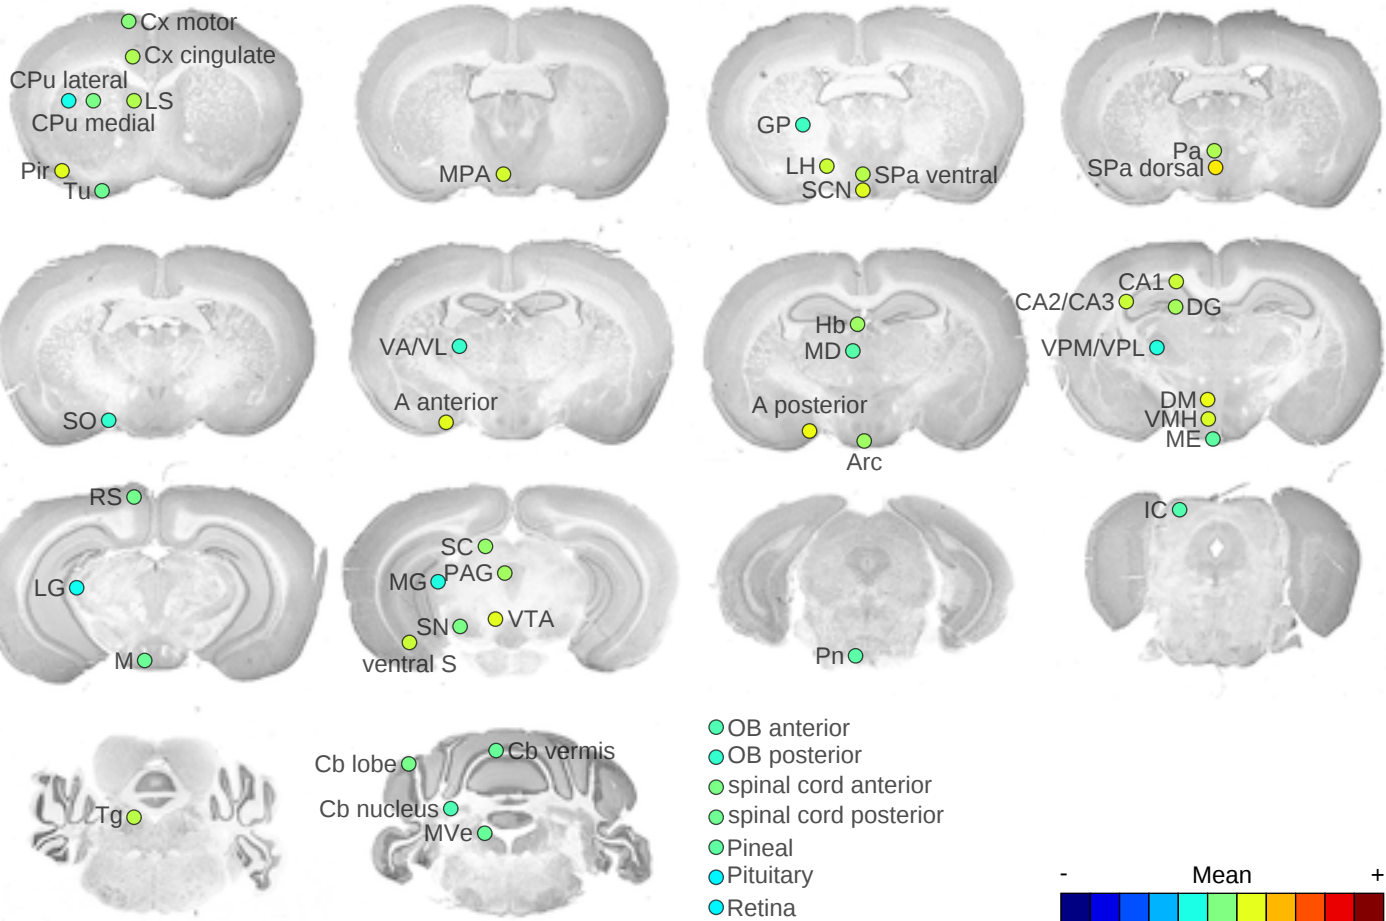 Cx motor
Cx cingulate
CPu lateral
LS
CPu medial
Pir
Tu
MPA
GP
LH
SPa ventral
SCN
Pa
SPa dorsal
SO
VA/VL
A anterior
Hb
MD
A posterior
Arc
CA1
CA2/CA3
DG
VPM/VPL
DM
VMH
ME
RS
LG
M
SC
MG
PAG
SN
VTA
ventral S
Pn
IC
Tg
Cb lobe
Cb vermis
Cb nucleus
MVe
OB anterior
OB posterior
spinal cord anterior
spinal cord posterior
Pineal
Pituitary
Retina
- Mean +